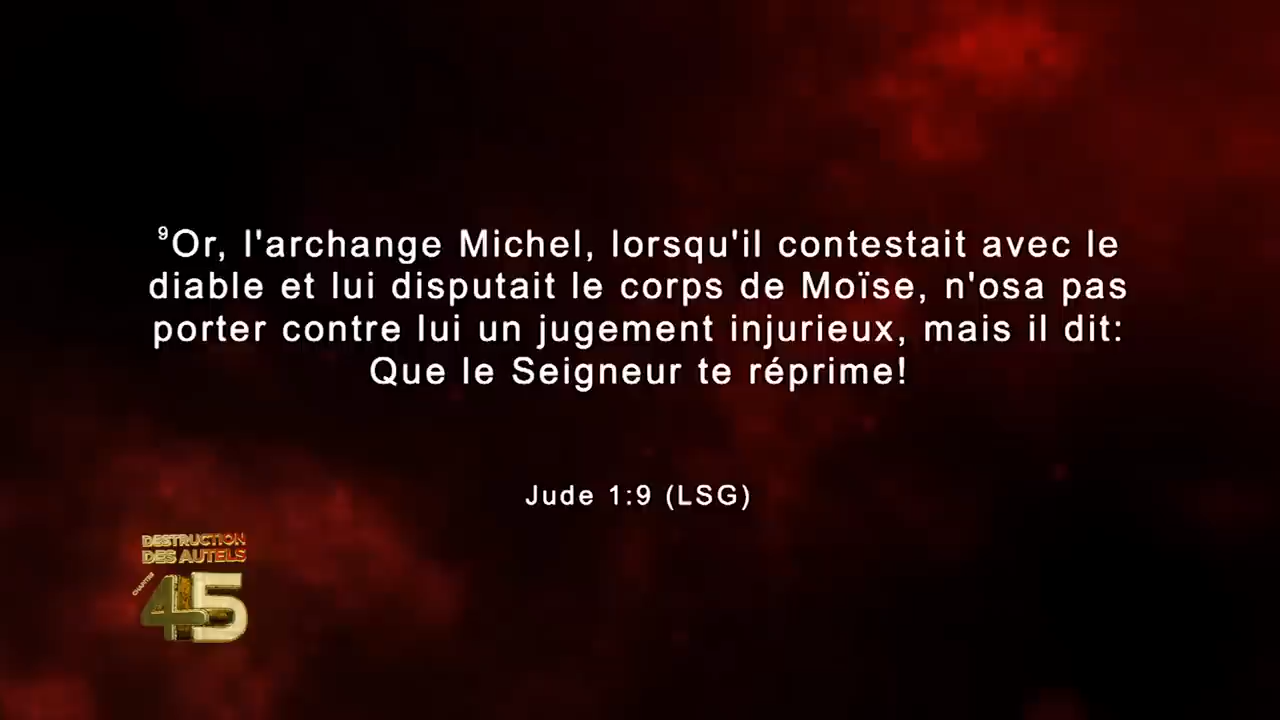 ⁹Or, l'archange Michel, lorsqu'il contestait avec le
diable et lui disputait le corps de Moïse, n'osa pas
porter contre lui un jugement injurieux, mais il dit:
Que le Seigneur te réprime!
Jude 1:9 (LSG)
DESTRUCTION
DES AUTELS
CHAPITRE
45